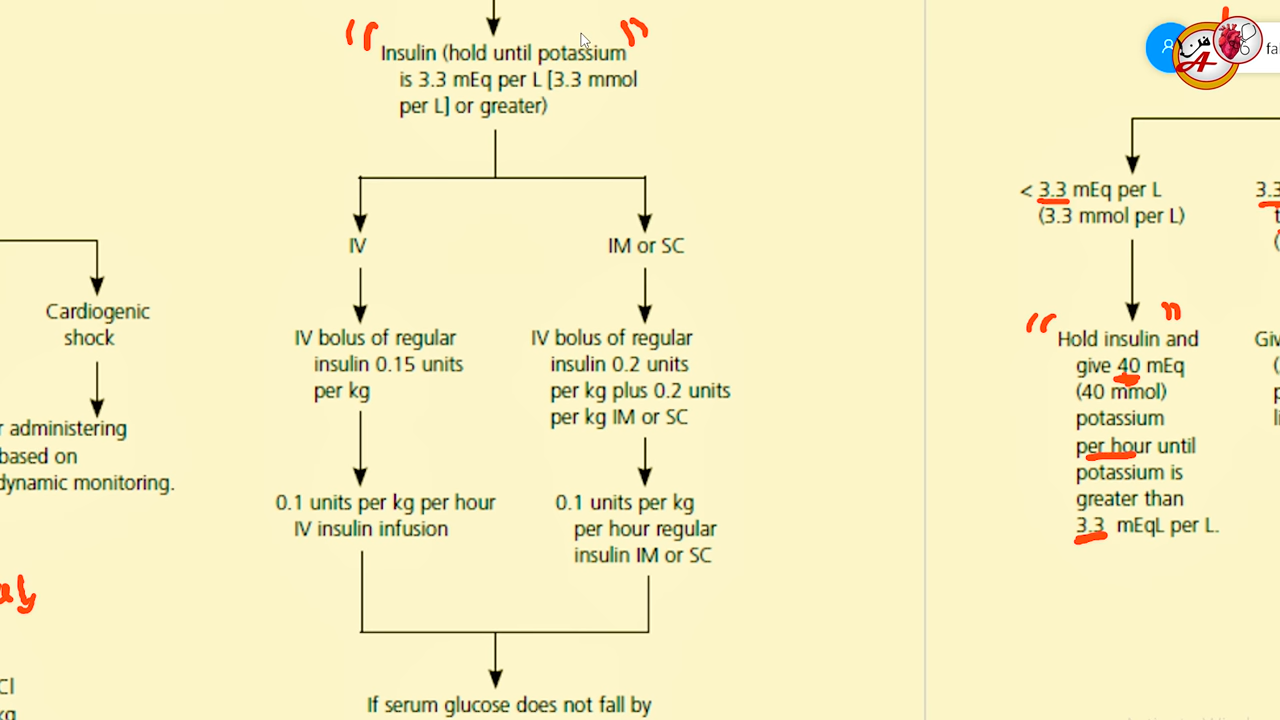 Insulin (hold until potassium
is 3.3 mEq per L [3.3 mmol
per L] or greater)
IV
IM or SC
IV bolus of regular
insulin 0.15 units
per kg
IV bolus of regular
insulin 0.2 units
per kg plus 0.2 units
per kg IM or SC
0.1 units per kg per hour
IV insulin infusion
0.1 units per kg
per hour regular
insulin IM or SC
If serum glucose does not fall by
Cardiogenic
shock
r administering
based on
dynamic monitoring.
Cl
< 3.3 mEq per L
(3.3 mmol per L)
Hold insulin and
give 40 mEq
(40 mmol)
potassium
per hour until
potassium is
greater than
3.3 mEqL per L.
3.3
فن
A